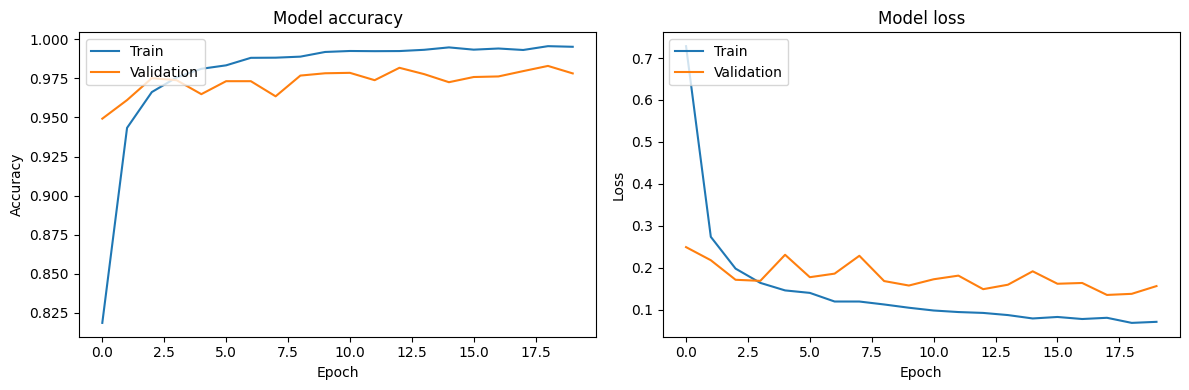 Model accuracy
Train
Validation
1.000
0.975
0.950
0.925
0.900
0.875
0.850
0.825
Accuracy
0.0 2.5 5.0 7.5 10.0 12.5 15.0 17.5
Epoch
Model loss
Train
Validation
0.7
0.6
0.5
0.4
0.3
0.2
0.1
Loss
0.0 2.5 5.0 7.5 10.0 12.5 15.0 17.5
Epoch